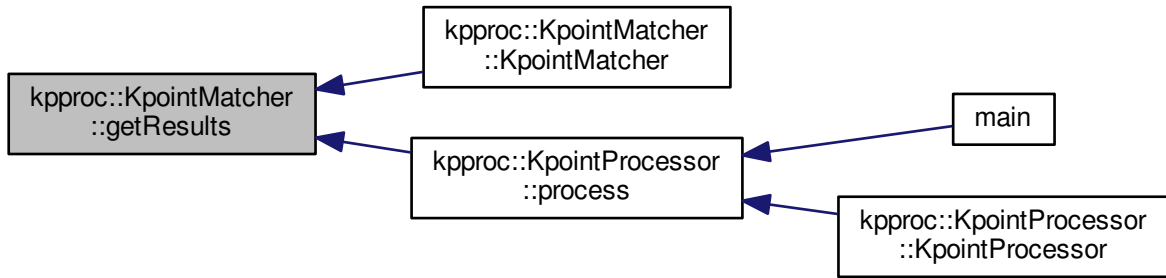 kpproc::KpointMatcher
::KpointMatcher
kpproc::KpointMatcher
::getResults
main
kpproc::KpointProcessor
::process
kpproc::KpointProcessor
::KpointProcessor